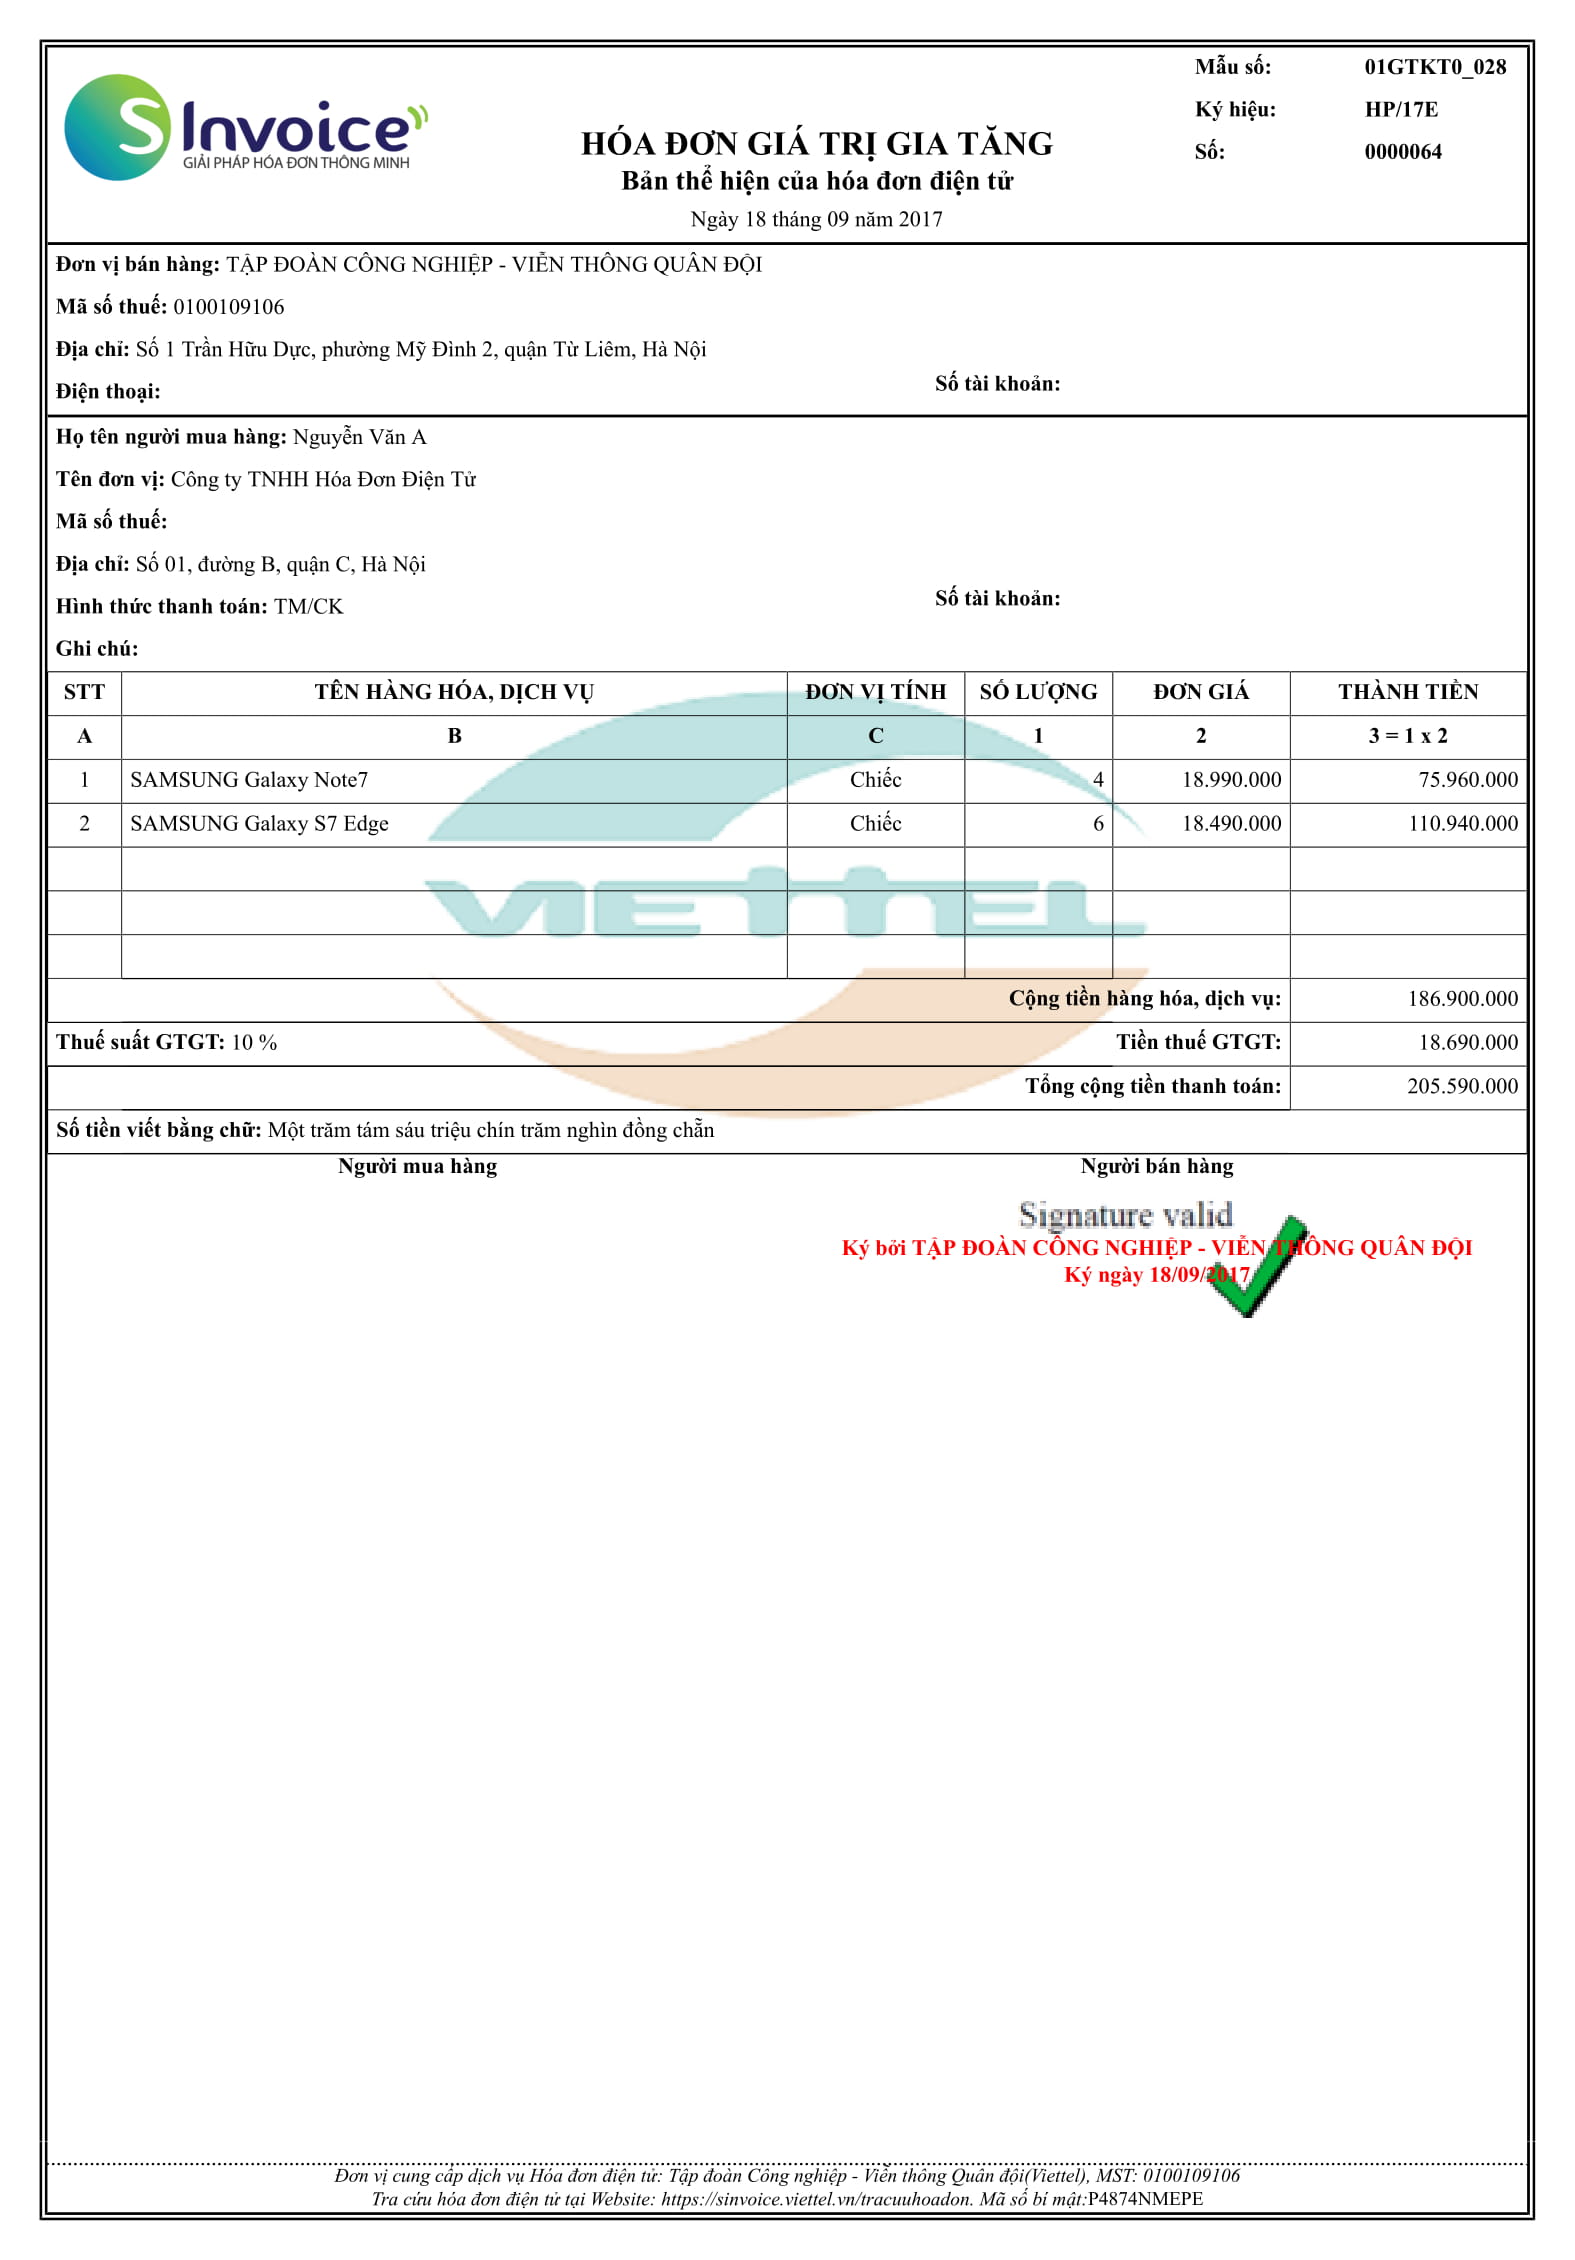 S Invoice
GIẢI PHÁP HÓA ĐƠN THÔNG MINH
HÓA ĐƠN GIÁ TRỊ GIA TĂNG
Bản thể hiện của hóa đơn điện tử
Ngày 18 tháng 09 năm 2017
Mẫu số: 01GTKT0_028
Ký hiệu: HP/17E
Số: 0000064
Đơn vị bán hàng: TẬP ĐOÀN CÔNG NGHIỆP - VIỄN THÔNG QUÂN ĐỘI
Mã số thuế: 0100109106
Địa chỉ: Số 1 Trần Hữu Dực, phường Mỹ Đình 2, quận Từ Liêm, Hà Nội
Điện thoại: Số tài khoản:
Họ tên người mua hàng: Nguyễn Văn A
Tên đơn vị: Công ty TNHH Hóa Đơn Điện Tử
Mã số thuế:
Địa chỉ: Số 01, đường B, quận C, Hà Nội
Hình thức thanh toán: TM/CK Số tài khoản:
Ghi chú:
STT TÊN HÀNG HÓA, DỊCH VỤ ĐƠN VỊ TÍNH SỐ LƯỢNG ĐƠN GIÁ THÀNH TIỀN
A B C 1 2 3 = 1 x 2
1 SAMSUNG Galaxy Note7 Chiếc 4 18.990.000 75.960.000
2 SAMSUNG Galaxy S7 Edge Chiếc 6 18.490.000 110.940.000
VIETTEL
Cộng tiền hàng hóa, dịch vụ: 186.900.000
Thuế suất GTGT: 10 % Tiền thuế GTGT: 18.690.000
Tổng cộng tiền thanh toán: 205.590.000
Số tiền viết bằng chữ: Một trăm tám sáu triệu chín trăm nghìn đồng chẵn
Người mua hàng Người bán hàng
Signature valid
Ký bởi TẬP ĐOÀN CÔNG NGHIỆP - VIỄN THÔNG QUÂN ĐỘI
Ký ngày 18/09/2017
Đơn vị cung cấp dịch vụ Hóa đơn điện tử: Tập đoàn Công nghiệp - Viễn thông Quân đội(Viettel), MST: 0100109106
Tra cứu hóa đơn điện tử tại Website: https://sinvoice.viettel.vn/tracuuhoadon. Mã số bí mật:P4874NMEPE